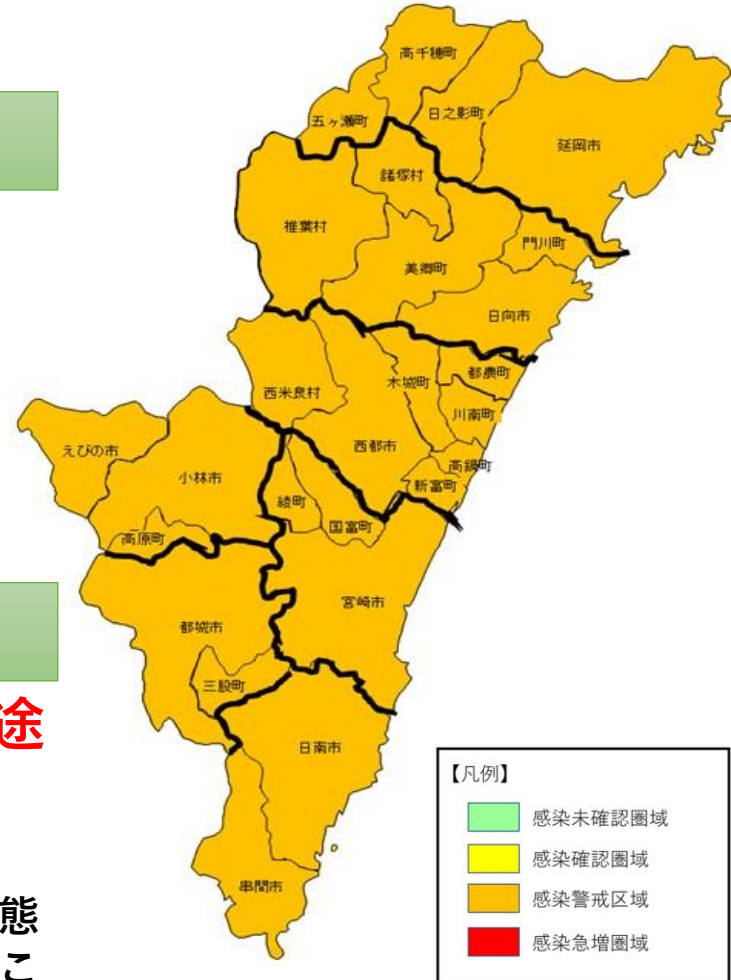 高千穂町
日之影町
五ヶ瀬町
延岡市
諸塚村
椎葉村
門川町
美郷町
日向市
都農町
木城町
西米良村
川南町
西都市
えびの市
高鍋町
小林市
新富町
綾町
国富町
高原町
宮崎市
都城市
三股町
途
日南市
【凡例】
感染未確認圏域
感染確認圏域
串間市
感染警戒区域
態
感染急増圏域
こ